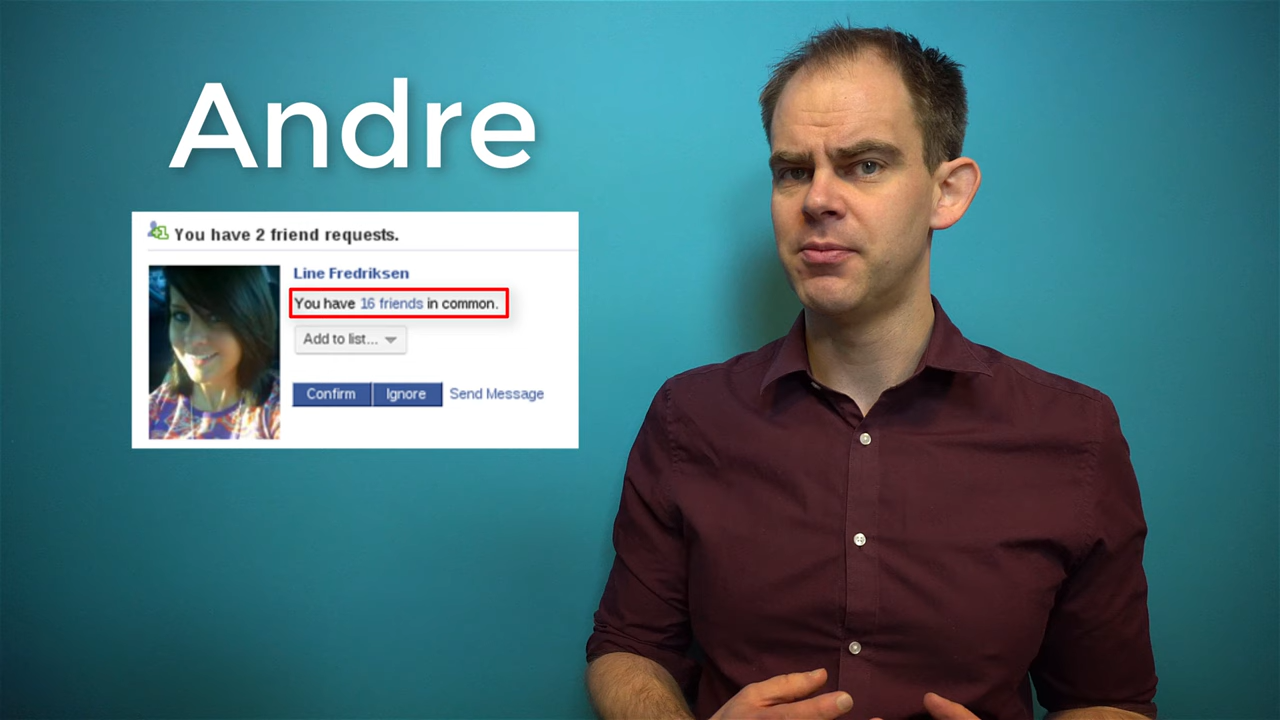 Andre
+1 You have 2 friend requests.
Line Fredriksen
You have 16 friends in common.
Add to list...
Confirm Ignore Send Message